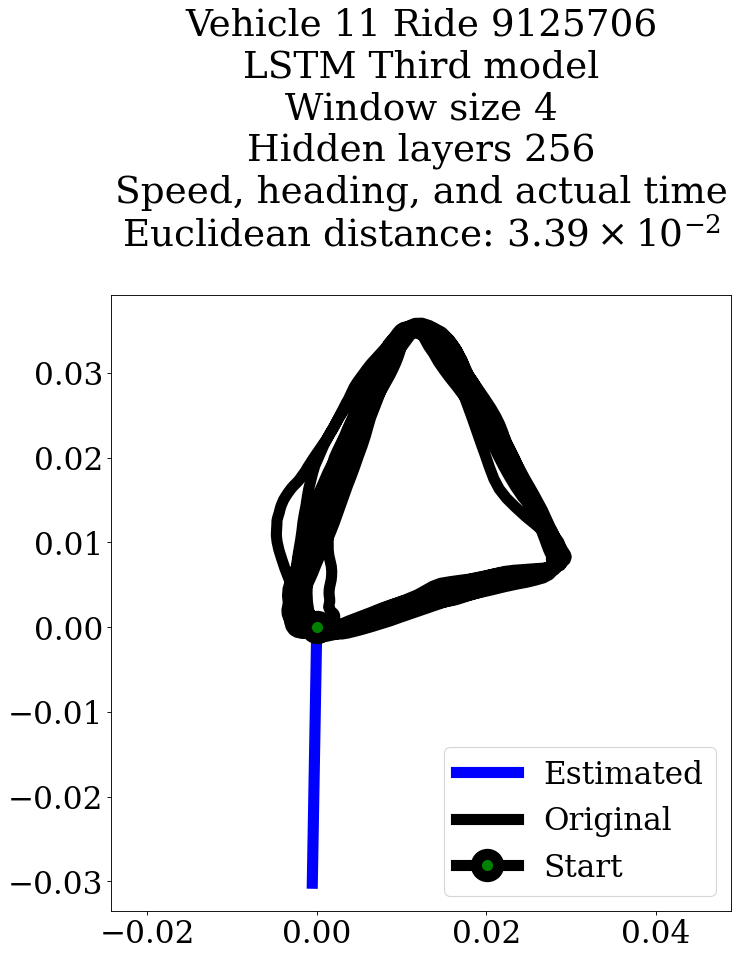 Vehicle 11 Ride 9125706
LSTM Third model
Window size 4
Hidden layers 256
Speed, heading, and actual time
Euclidean distance: 3.39 × 10⁻²
0.03
0.02
0.01
0.00
−0.01
−0.02
−0.03
Estimated
Original
Start
−0.02 0.00 0.02 0.04